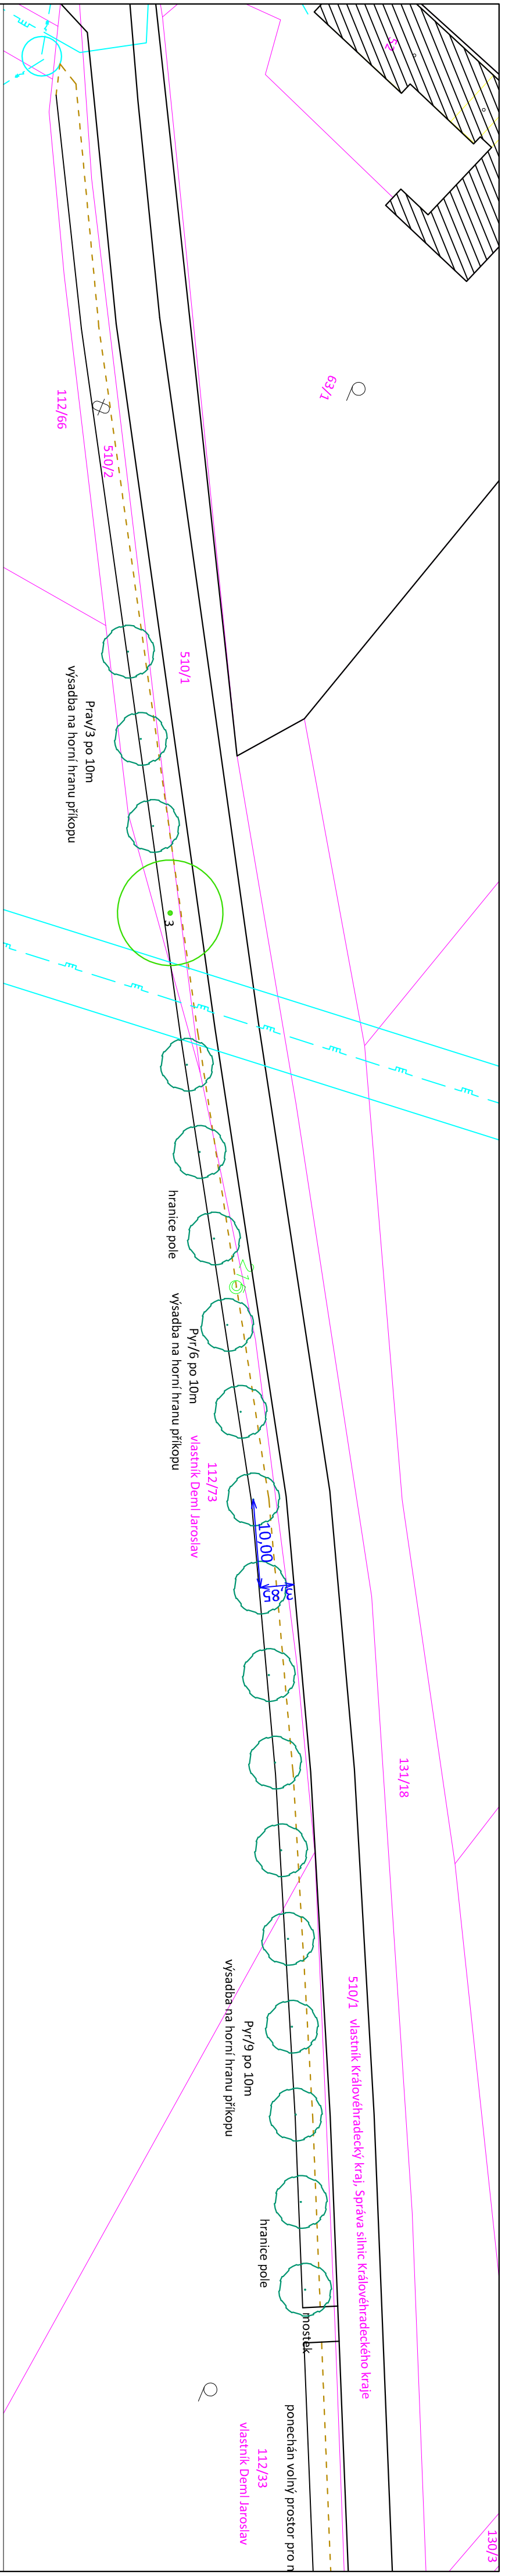 63/1
112/66
510/2
510/1
Prav/3 po 10m
výsadba na horní hranu příkopu
3
hranice pole
Pyr/6 po 10m
výsadba na horní hranu příkopu
112/73
vlastník Deml Jaroslav
10,00
3,85
131/18
510/1 vlastník Královéhradecký kraj, Správa silnic Královéhradeckého kraje
Pyr/9 po 10m
výsadba na horní hranu příkopu
hranice pole
mostek
ponechán volný prostor pro n
112/33
vlastník Deml Jaroslav
130/3